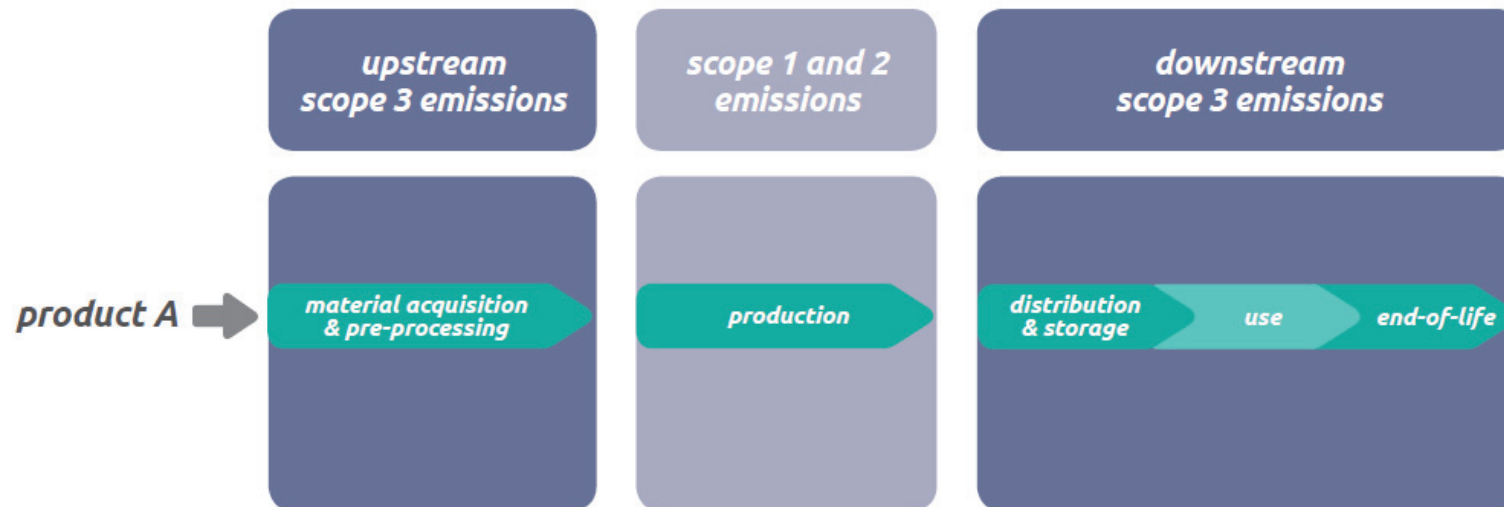 upstream
scope 3 emissions
scope 1 and 2
emissions
downstream
scope 3 emissions
product A
material acquisition
& pre-processing
production
distribution
& storage
use
end-of-life